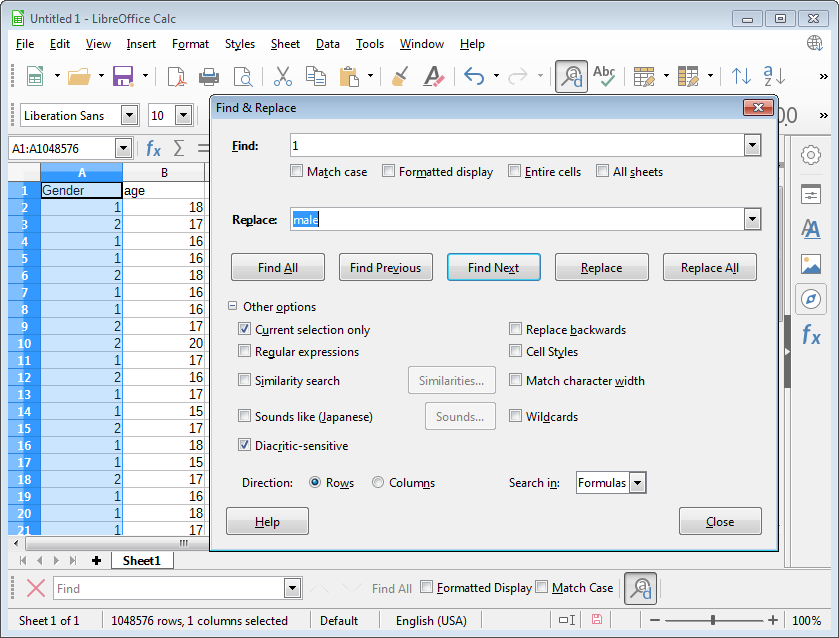 Untitled 1 - LibreOffice Calc
File Edit View Insert Format Styles Sheet Data Tools Window Help
Abc
Liberation Sans 10
Find & Replace
A1:A1048576 fx Σ =
Find: 1
Match case Formatted display Entire cells All sheets
Replace: male
Find All Find Previous Find Next Replace Replace All
Other options
Current selection only Replace backwards
Regular expressions Cell Styles
Similarity search Similarities... Match character width
Sounds like (Japanese) Sounds... Wildcards
Diacritic-sensitive
Direction: Rows Columns Search in: Formulas
Help Close
A B
1 Gender age
2 1 18
3 2 17
4 1 16
5 1 16
6 2 18
7 1 16
8 1 16
9 2 17
10 2 20
11 1 17
12 2 16
13 1 17
14 1 15
15 2 17
16 1 18
17 1 15
18 2 17
19 1 16
20 1 18
21 1 17
fx
Sheet1
Find Find All Formatted Display Match Case
Sheet 1 of 1 1048576 rows, 1 columns selected Default English (USA) 100%